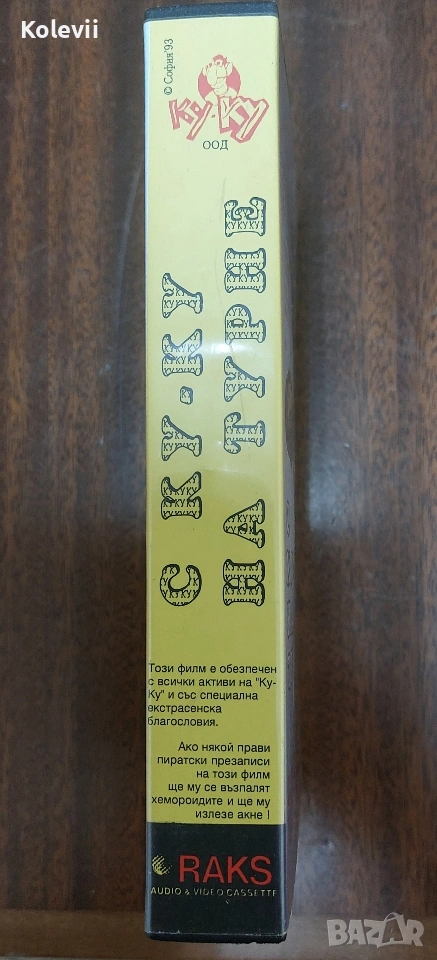 Kolevii
© София'93
КУ-КУ
ООД
С КУ-КУ
НА ТУРНЕ
Този филм е обезпечен
с всички активи на "Ку-
Ку" и със специална
екстрасенска
благословия.
Ако някой прави
пиратски презаписи
на този филм
ще му се възпалят
хемороидите и ще му
излезе акне !
RAKS
AUDIO & VIDEO CASSETTE
BAZAR